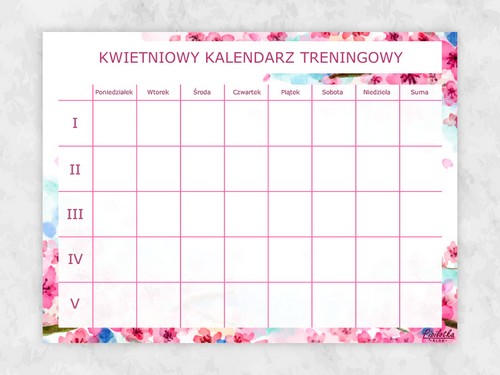 KWIETNIOWY KALENDARZ TRENINGOWY
Poniedziałek Wtorek Środa Czwartek Piątek Sobota Niedziela Suma
I
II
III
IV
V